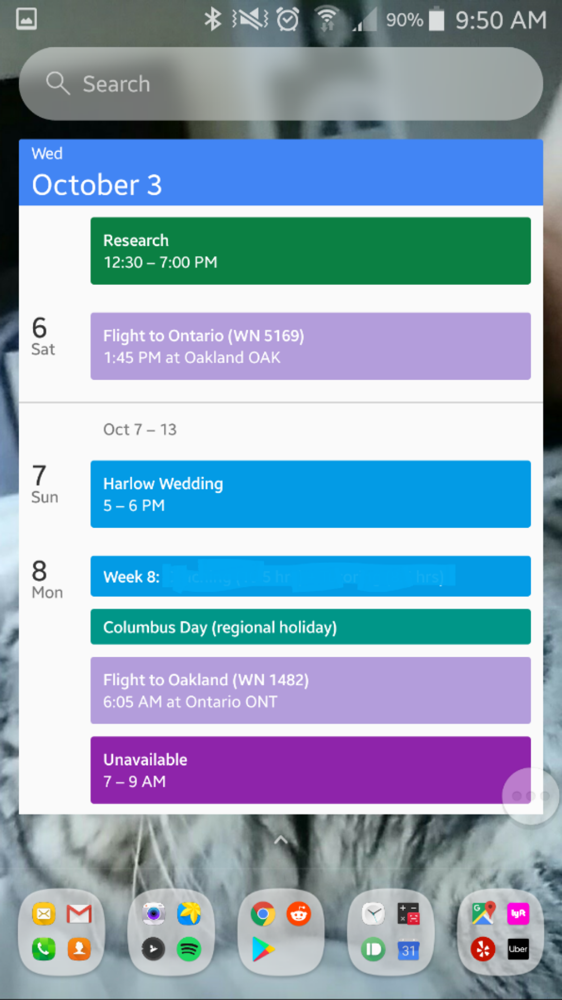 90% 9:50 AM
Search
Wed
October 3
Research
12:30 – 7:00 PM
6
Sat
Flight to Ontario (WN 5169)
1:45 PM at Oakland OAK
Oct 7 – 13
7
Sun
Harlow Wedding
5 – 6 PM
8
Mon
Week 8: 5 hr hrs)
Columbus Day (regional holiday)
Flight to Oakland (WN 1482)
6:05 AM at Ontario ONT
Unavailable
7 – 9 AM
G lyft
31 Uber